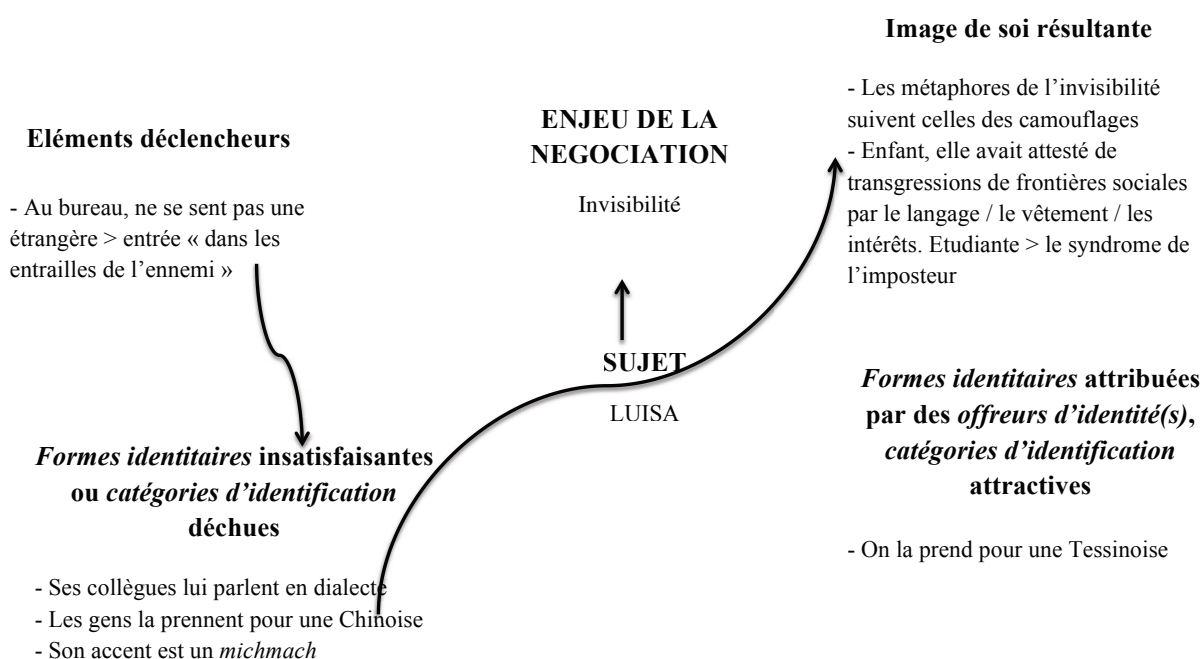 Eléments déclencheurs
- Au bureau, ne se sent pas une
étrangère > entrée « dans les
entrailles de l’ennemi »
Formes identitaires insatisfaisantes
ou catégories d’identification
déchues
- Ses collègues lui parlent en dialecte
- Les gens la prennent pour une Chinoise
- Son accent est un michmach
ENJEU DE LA
NEGOCIATION
Invisibilité
SUJET
LUISA
Image de soi résultante
- Les métaphores de l’invisibilité
suivent celles des camouflages
- Enfant, elle avait attesté de
transgressions de frontières sociales
par le langage / le vêtement / les
intérêts. Etudiante > le syndrome de
l’imposteur
Formes identitaires attribuées
par des offreurs d’identité(s),
catégories d’identification
attractives
- On la prend pour une Tessinoise